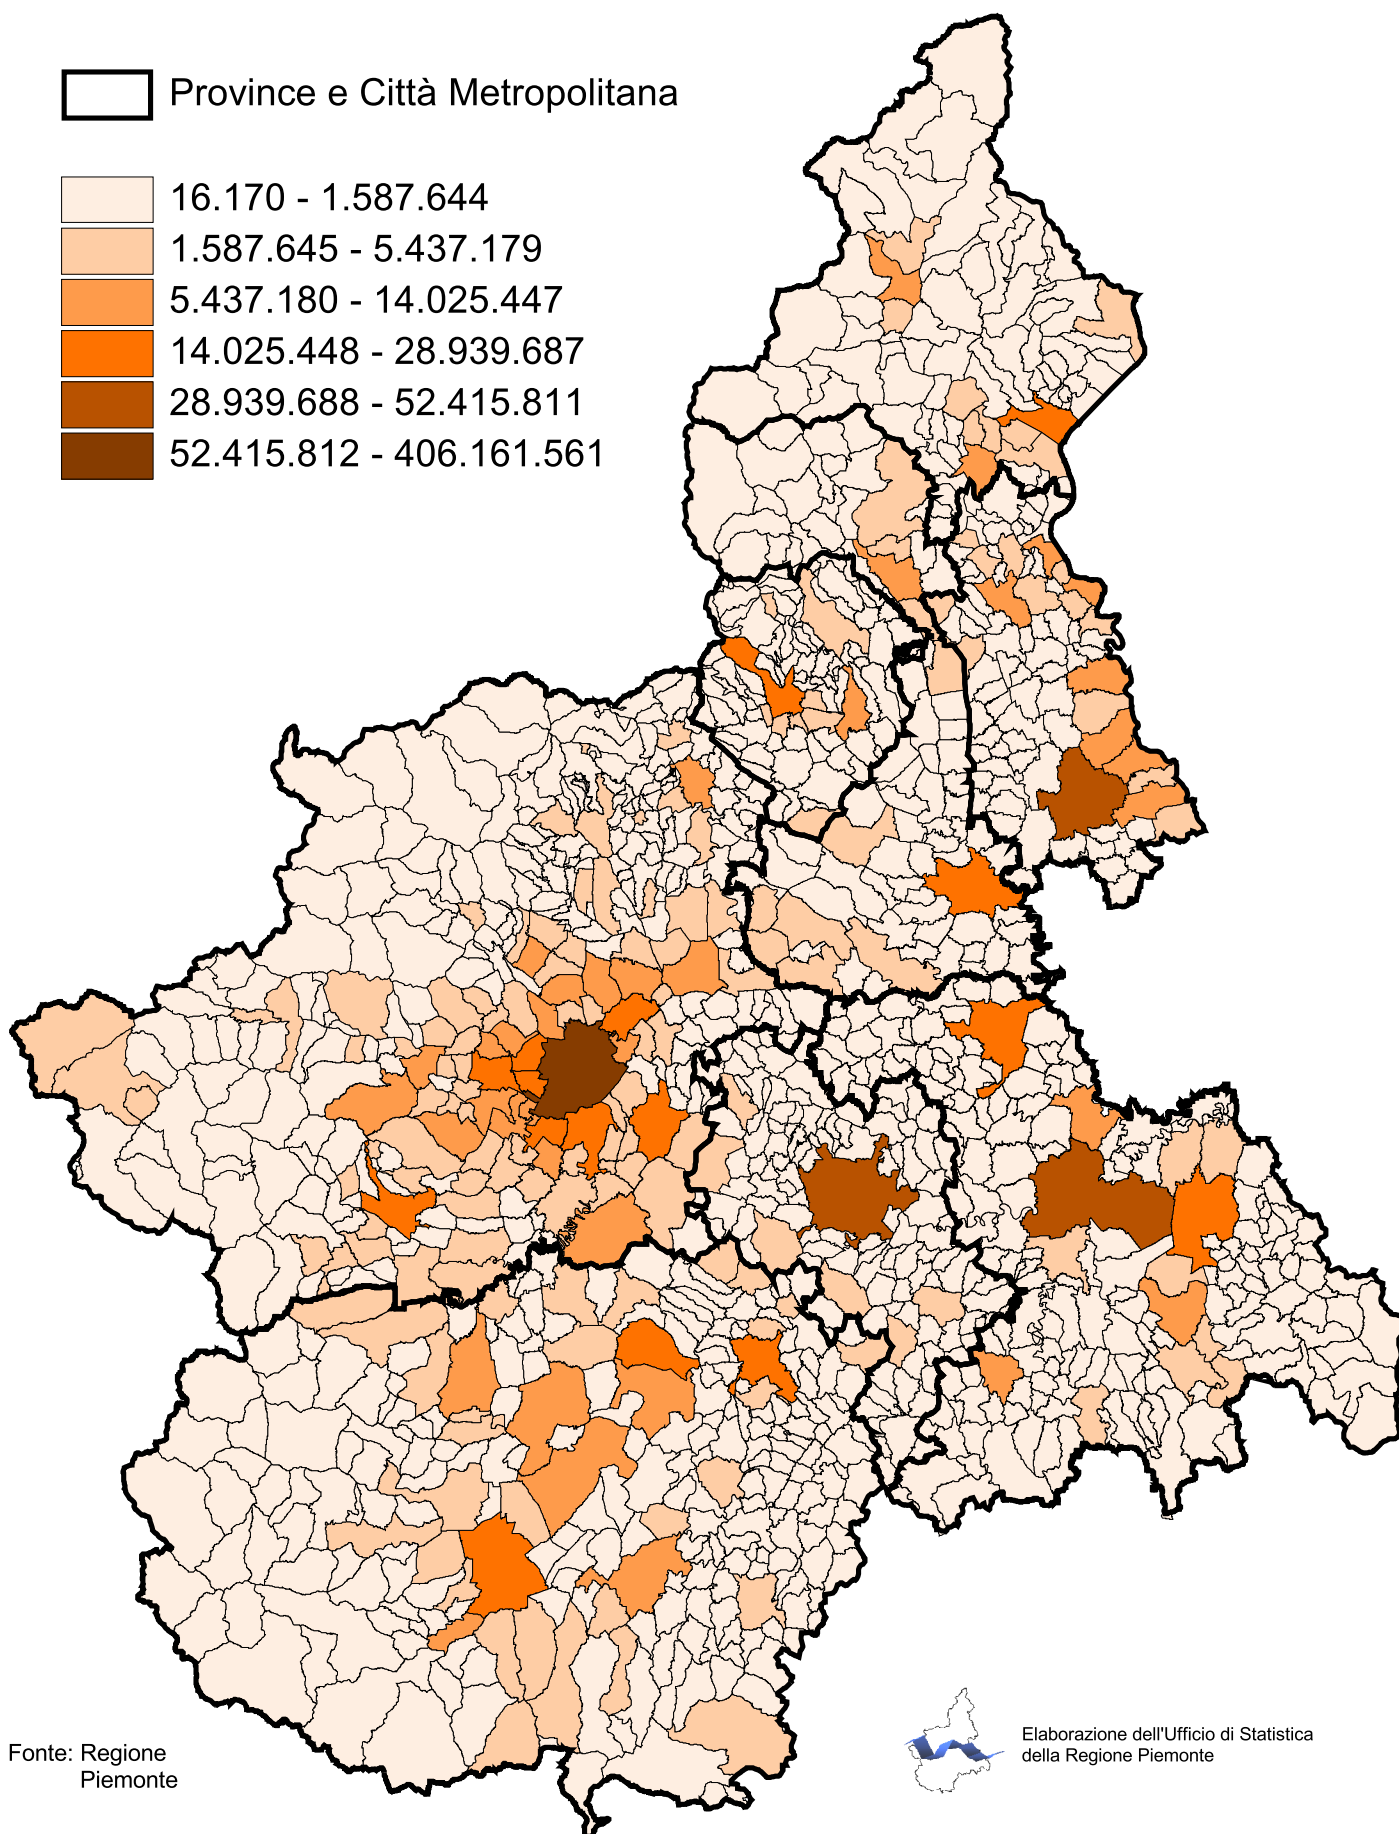 Province e Città Metropolitana
16.170 - 1.587.644
1.587.645 - 5.437.179
5.437.180 - 14.025.447
14.025.448 - 28.939.687
28.939.688 - 52.415.811
52.415.812 - 406.161.561
Fonte: Regione
Piemonte
Elaborazione dell'Ufficio di Statistica
della Regione Piemonte